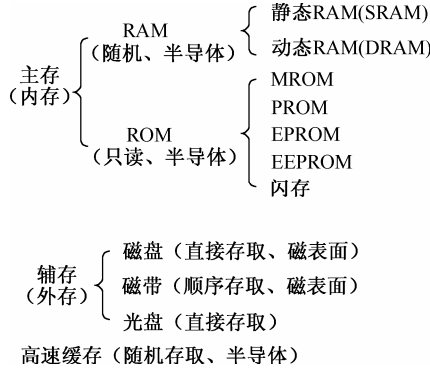 静态RAM(SRAM)
RAM
(随机、半导体)
动态RAM(DRAM)
主存
(内存)
MROM
PROM
ROM
(只读、半导体)
EPROM
EEPROM
闪存
辅存
(外存)
磁盘（直接存取、磁表面）
磁带（顺序存取、磁表面）
光盘（直接存取）
高速缓存（随机存取、半导体）